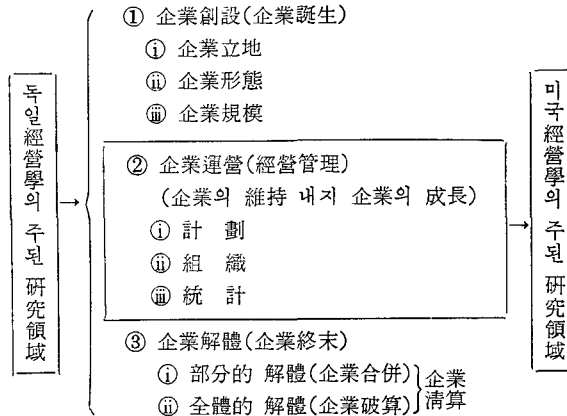 독일經營學의 주된 硏究領域
① 企業創設(企業誕生)
ⅰ 企業立地
ⅱ 企業形態
ⅲ 企業規模
② 企業運營(經營管理)
(企業의 維持 내지 企業의 成長)
ⅰ 計 劃
ⅱ 組 織
ⅲ 統 計
③ 企業解體(企業終末)
ⅰ 部分的 解體(企業合併)
ⅱ 全體的 解體(企業破算)
企業
淸算
미국經營學의 주된 硏究領域